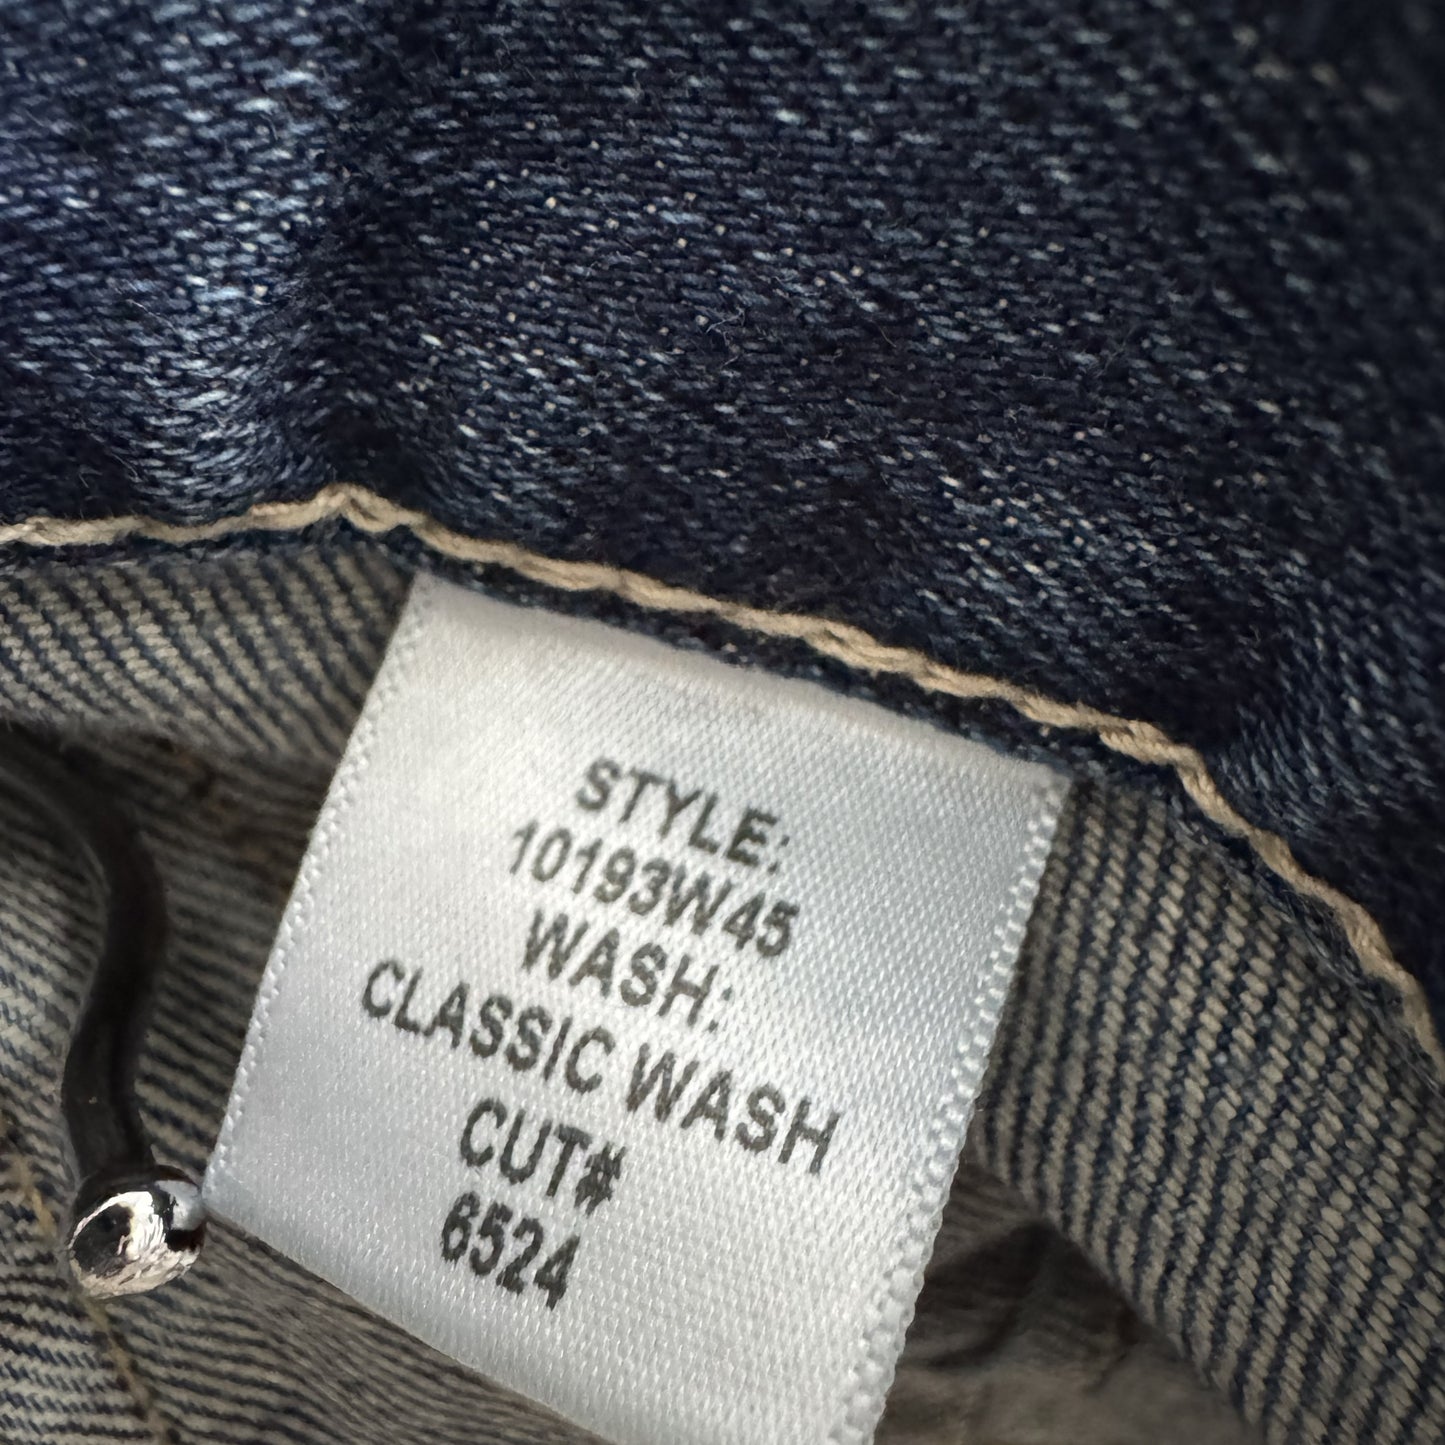 STYLE:
10193W45
WASH:
CLASSIC WASH
CUT#
6524